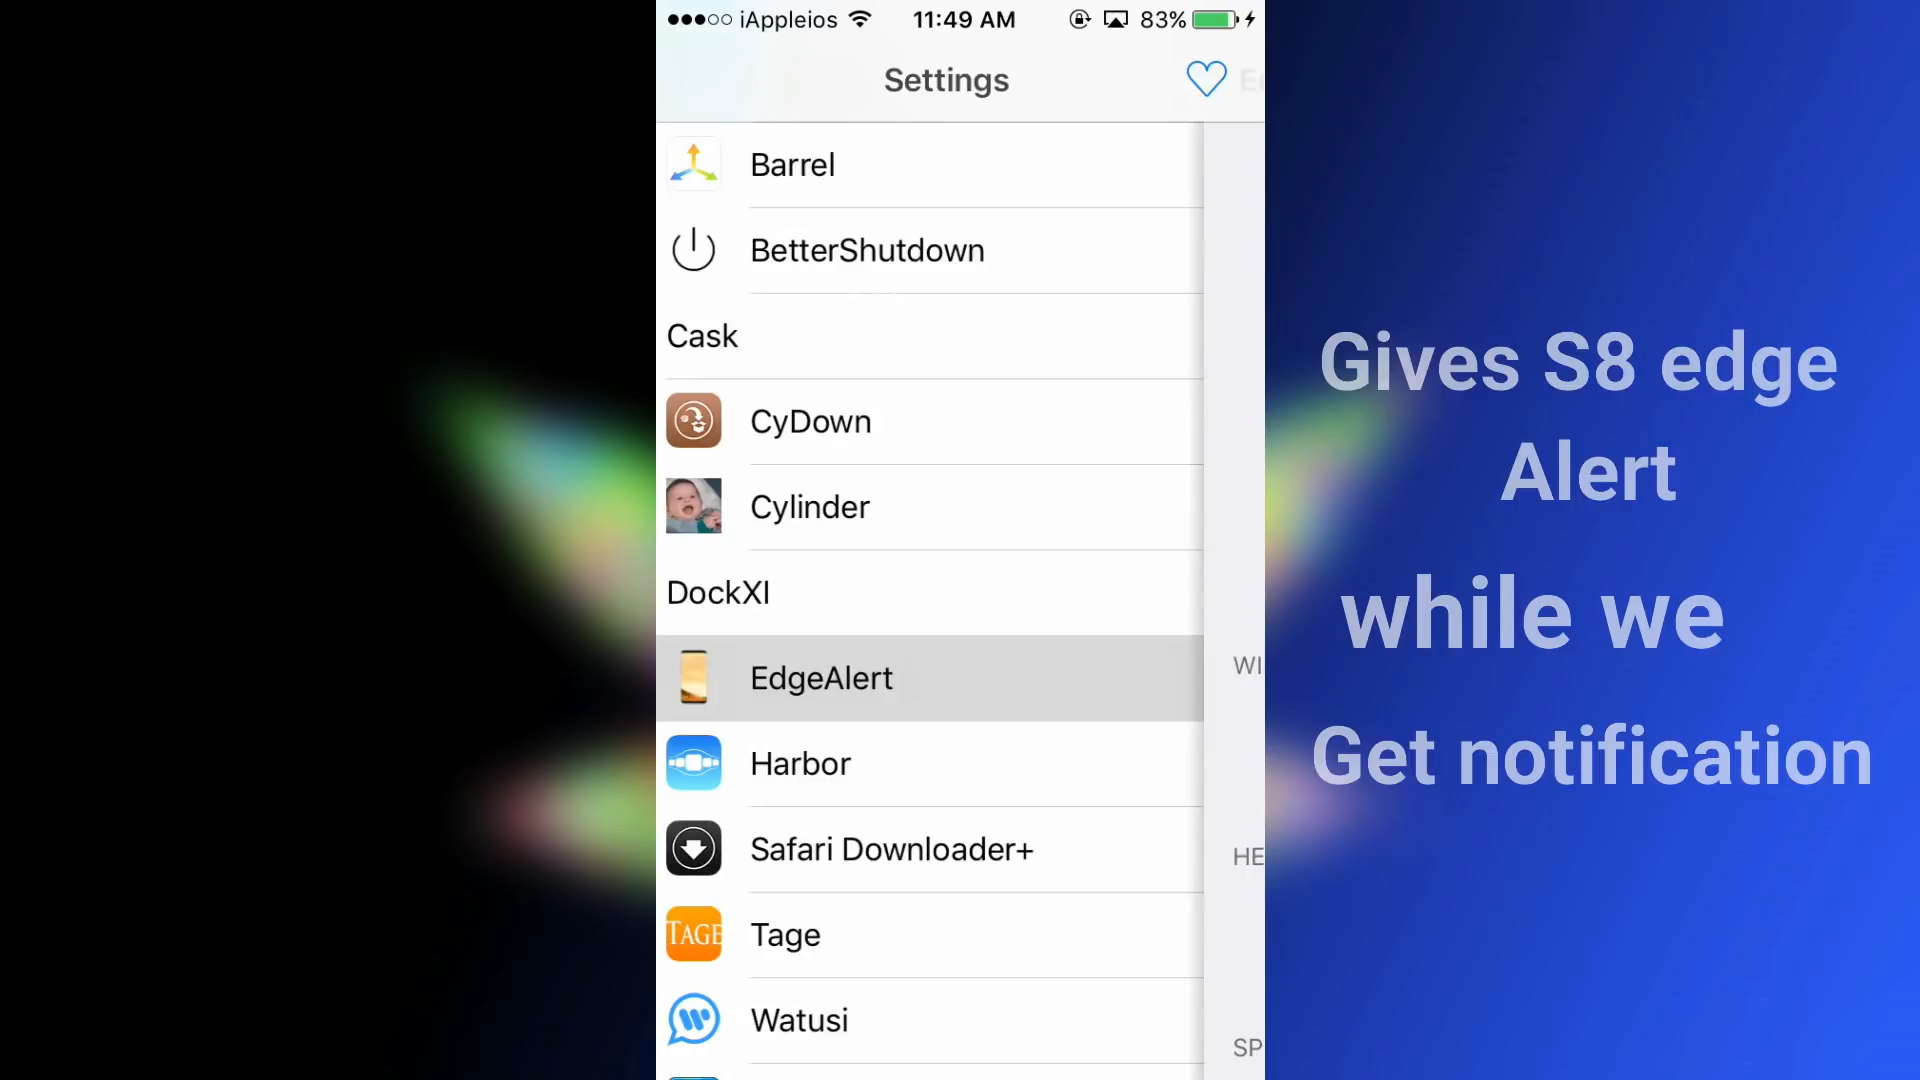 iAppleios 11:49 AM 83%
Settings
Barrel
BetterShutdown
Cask
CyDown
Cylinder
DockXI
EdgeAlert
Harbor
Safari Downloader+
TAGE Tage
Watusi
WI
HE
SP
Gives S8 edge
Alert
while we
Get notification